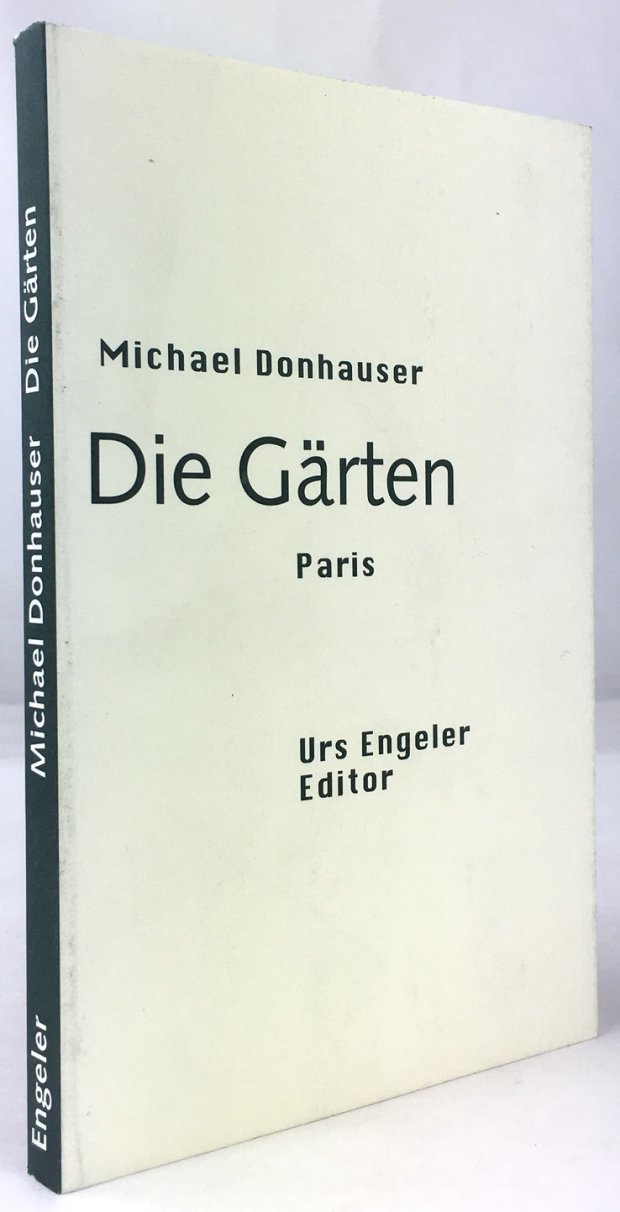 Michael Donhauser
Die Gärten
Paris
Urs Engeler
Editor
Engeler Michael Donhauser Die Gärten